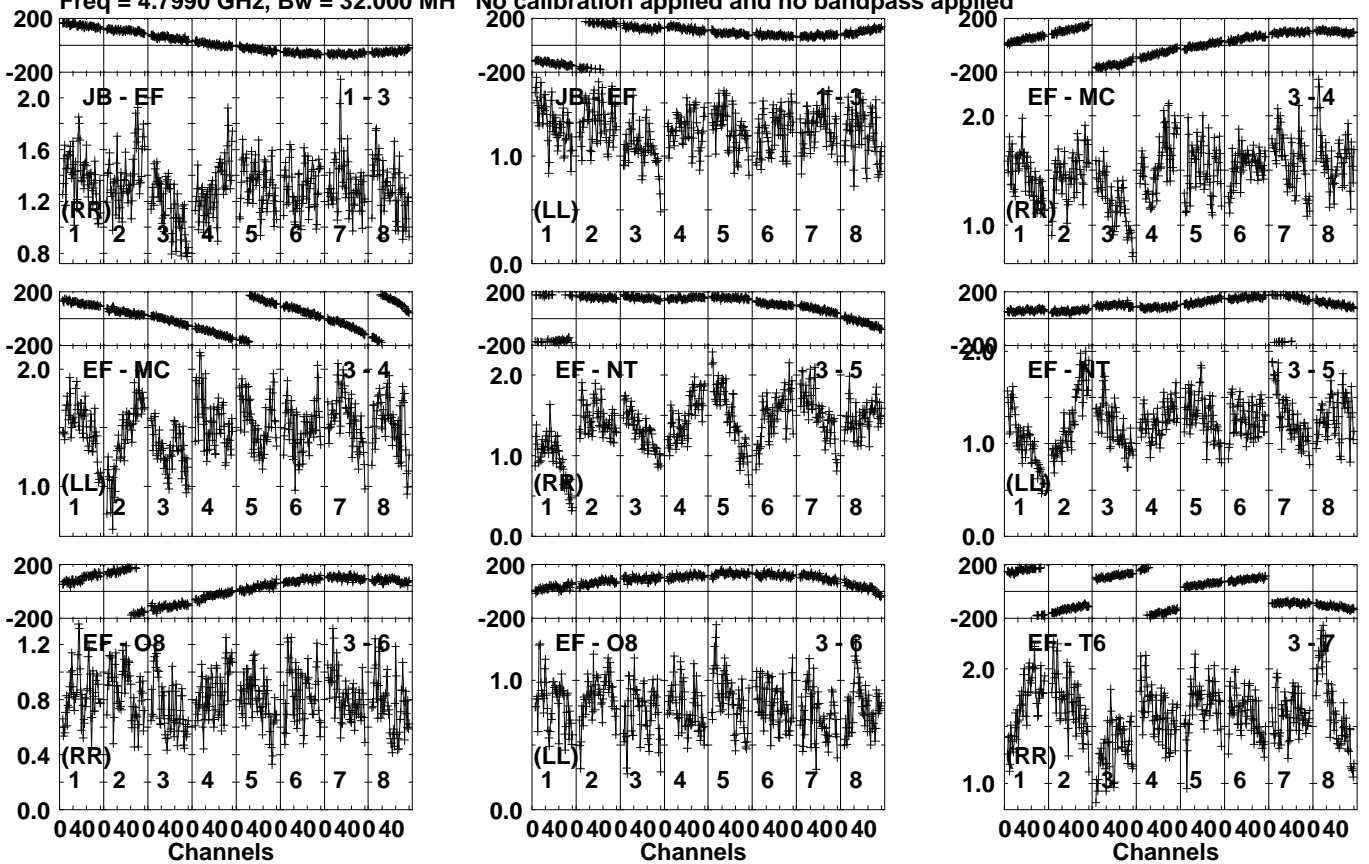 Freq = 4.7990 GHz, Bw = 32.000 MH No calibration applied and no bandpass applied
200
-200
2.0
1.6
1.2
0.8
JB - EF 1 - 3
(RR)
1 2 3 4 5 6 7 8
200
-200
1.0
0.0
JB - EF 1 - 3
(LL)
1 2 3 4 5 6 7 8
200
-200
2.0
1.0
EF - MC 3 - 4
(RR)
1 2 3 4 5 6 7 8
200
-200
2.0
1.0
EF - MC 3 - 4
(LL)
1 2 3 4 5 6 7 8
200
-200
2.0
1.0
0.0
EF - NT 3 - 5
(RR)
1 2 3 4 5 6 7 8
200
-200
2.0
1.0
0.0
EF - NT 3 - 5
(LL)
1 2 3 4 5 6 7 8
200
-200
1.2
0.8
0.4
0.0
EF - O8 3 - 6
(RR)
1 2 3 4 5 6 7 8
200
-200
1.0
0.0
EF - O8 3 - 6
(LL)
1 2 3 4 5 6 7 8
200
-200
2.0
1.0
EF - T6 3 - 7
(RR)
1 2 3 4 5 6 7 8
0 40 0 40 0 40 0 40 0 40 0 40 0 40 0 40
Channels
0 40 0 40 0 40 0 40 0 40 0 40 0 40 0 40
Channels
0 40 0 40 0 40 0 40 0 40 0 40 0 40 0 40
Channels